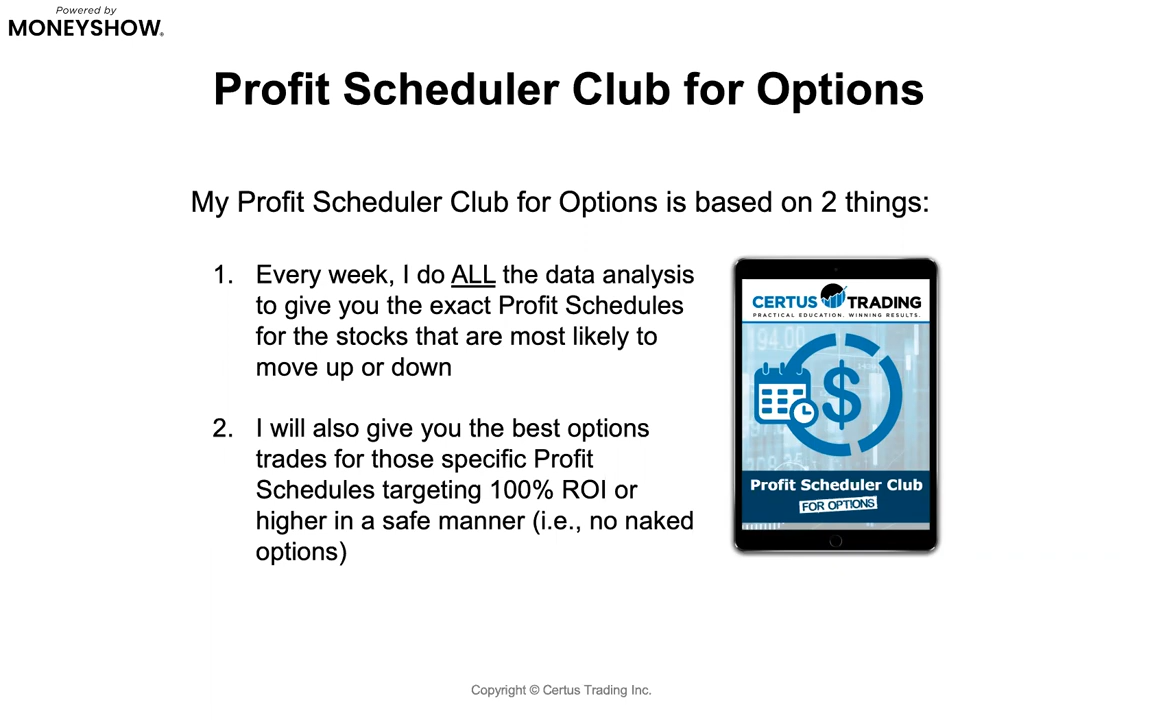 Powered by
MONEYSHOW.
Profit Scheduler Club for Options
My Profit Scheduler Club for Options is based on 2 things:
1. Every week, I do ALL the data analysis
to give you the exact Profit Schedules
for the stocks that are most likely to
move up or down
2. I will also give you the best options
trades for those specific Profit
Schedules targeting 100% ROI or
higher in a safe manner (i.e., no naked
options)
CERTUS TRADING
PRACTICAL EDUCATION. WINNING RESULTS.
194.00
$
Profit Scheduler Club
FOR OPTIONS
Copyright © Certus Trading Inc.